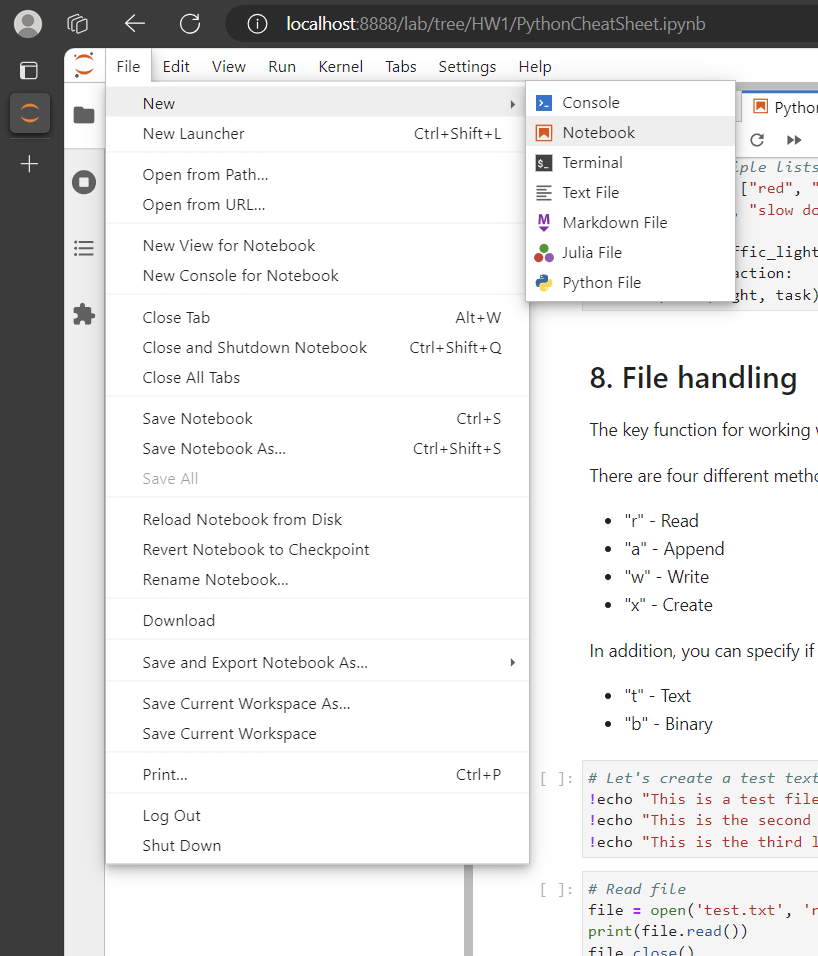 localhost:8888/lab/tree/HW1/PythonCheatSheet.ipynb
File Edit View Run Kernel Tabs Settings Help
New
New Launcher Ctrl+Shift+L
Open from Path...
Open from URL...
New View for Notebook
New Console for Notebook
Close Tab Alt+W
Close and Shutdown Notebook Ctrl+Shift+Q
Close All Tabs
Save Notebook Ctrl+S
Save Notebook As... Ctrl+Shift+S
Save All
Reload Notebook from Disk
Revert Notebook to Checkpoint
Rename Notebook...
Download
Save and Export Notebook As...
Save Current Workspace As...
Save Current Workspace
Print... Ctrl+P
Log Out
Shut Down
Console
Notebook
Terminal
Text File
Markdown File
Julia File
Python File
Python
lists
["red", "
, "slow do
ffic_light
action:
ght, task)
8. File handling
The key function for working
There are four different metho
• "r" - Read
• "a" - Append
• "w" - Write
• "x" - Create
In addition, you can specify if
• "t" - Text
• "b" - Binary
[ ]: # Let's create a test text
!echo "This is a test file
!echo "This is the second
!echo "This is the third l
[ ]: # Read file
file = open('test.txt', 'r
print(file.read())
file.close()